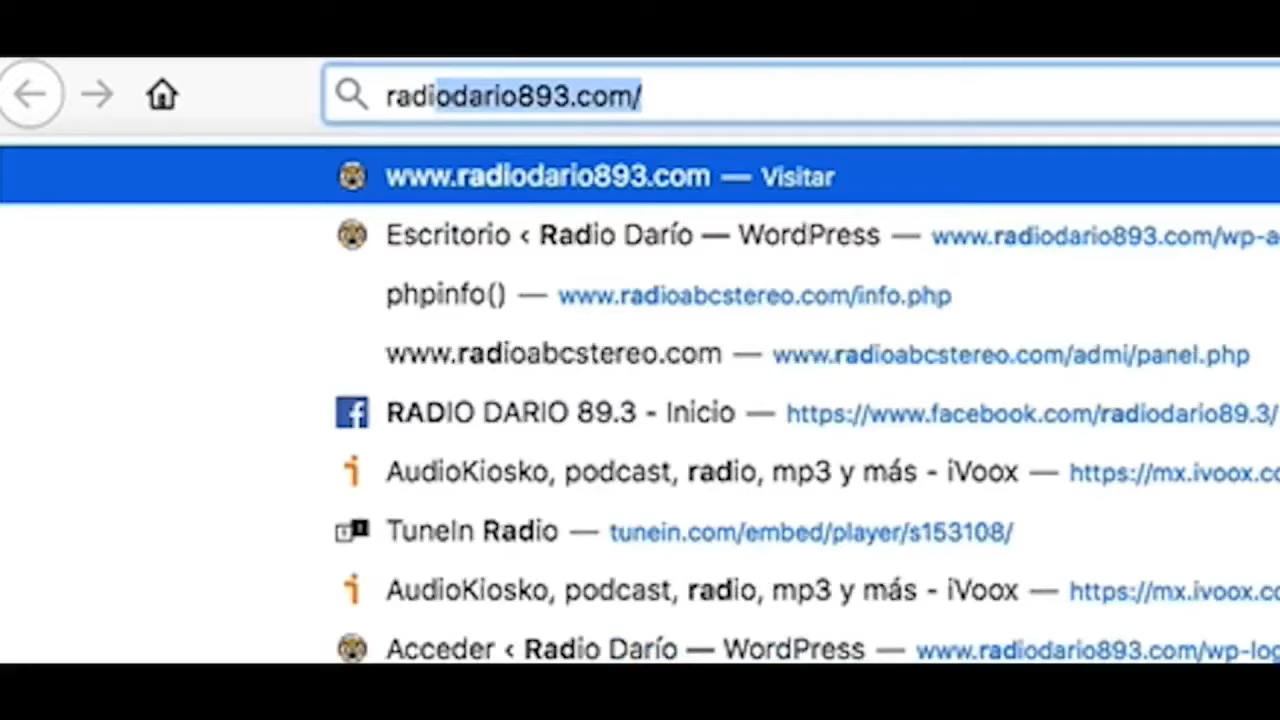 radiodario893.com/
www.radiodario893.com — Visitar
Escritorio ‹ Radio Darío — WordPress — www.radiodario893.com/wp-a
phpinfo() — www.radioabcstereo.com/info.php
www.radioabcstereo.com — www.radioabcstereo.com/admi/panel.php
RADIO DARIO 89.3 - Inicio — https://www.facebook.com/radiodario89.3/
AudioKiosko, podcast, radio, mp3 y más - iVoox — https://mx.ivoox.co
TuneIn Radio — tunein.com/embed/player/s153108/
AudioKiosko, podcast, radio, mp3 y más - iVoox — https://mx.ivoox.co
Acceder ‹ Radio Darío — WordPress — www.radiodario893.com/wp-log